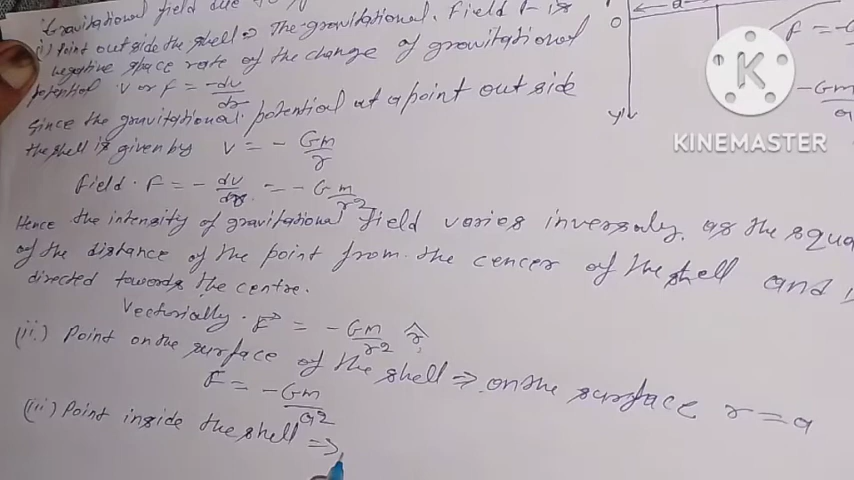 Gravitational field due
(i) Point out side the shell ⇒ The gravitational. Field F is
negative space rate of the change of gravitational
potential V or F = -dv/dr
Since the gravitational. potential at a point out side
the shell is given by V = - Gm/r
Field. F = - dv/dr = - G m/r2
Hence the intensity of gravitational field varies inversaly. as the squa
of the distance of the point from. the cencer of the shell and i
directed towards the centre.
Vectorially. F⃗ = - Gm/r2 r̂
(ii.) Point on the surface of the shell ⇒ on the surface r = a
F = - Gm/a2
(iii) Point inside the shell ⇒
O
a
F = -G
-Gm
y
K
KINEMASTER